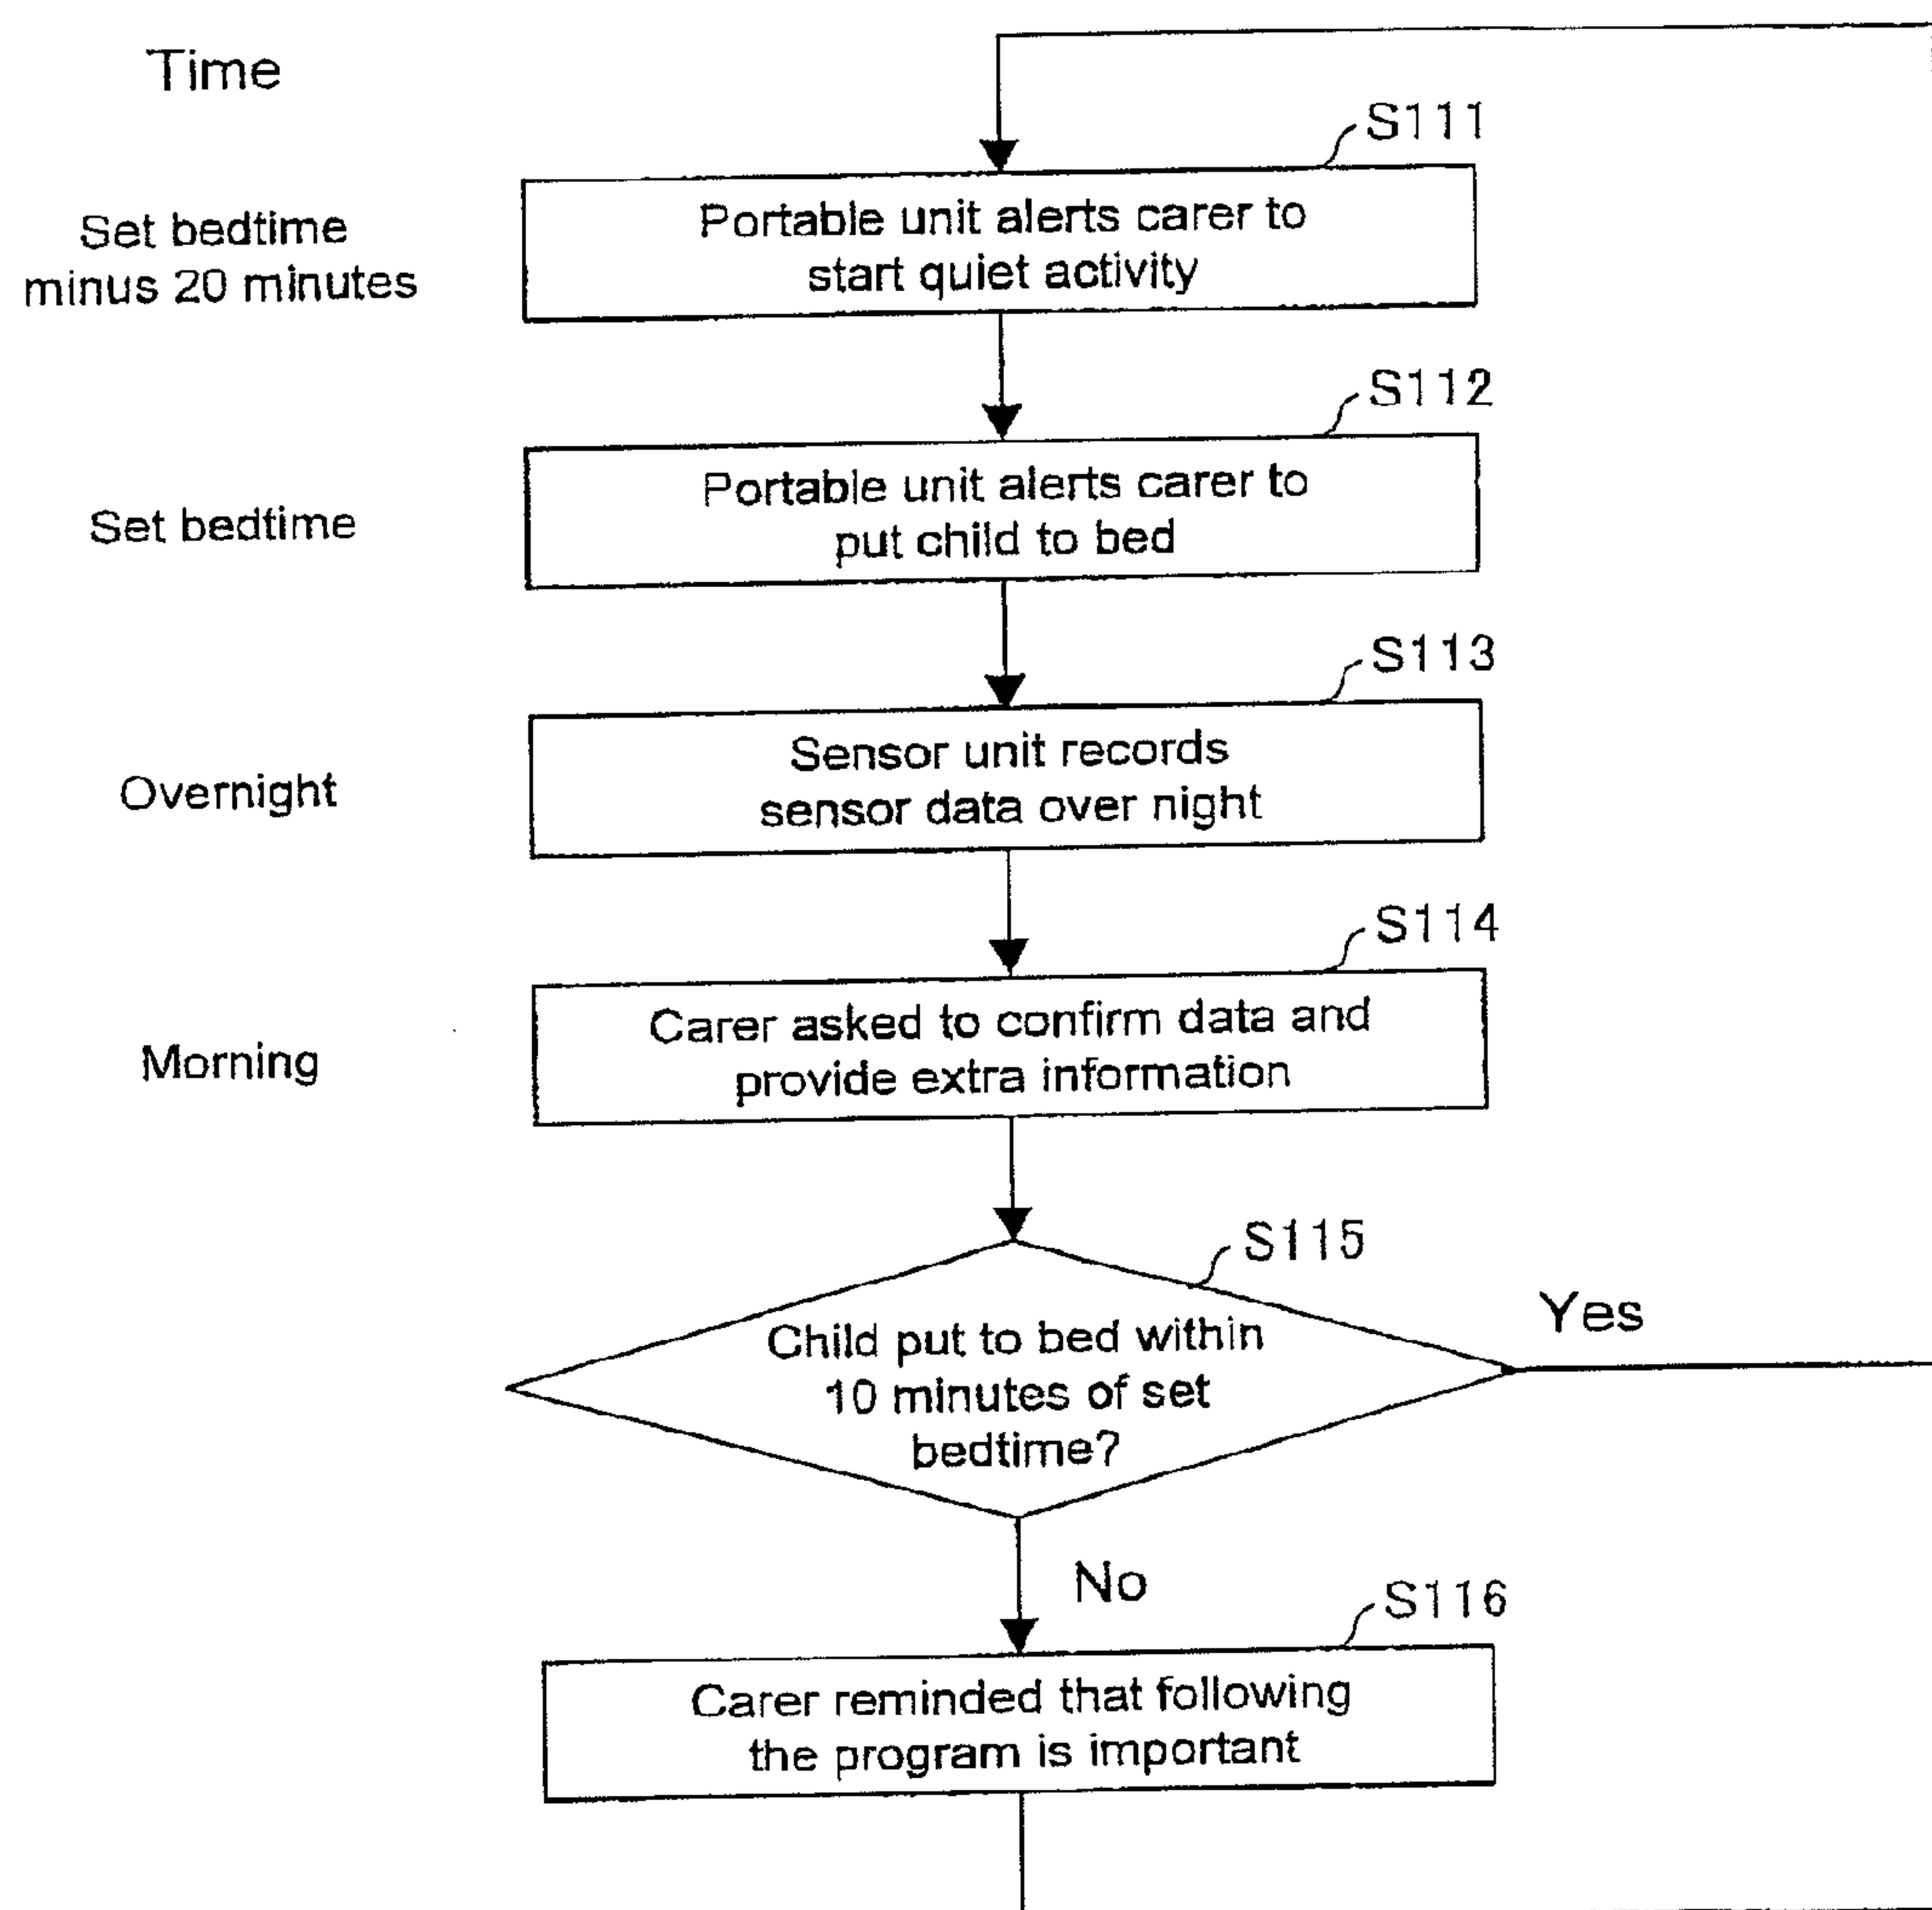 Time
S111
Set bedtime
minus 20 minutes
Portable unit alerts carer to
start quiet activity
S112
Set bedtime
Portable unit alerts carer to
put child to bed
S113
Overnight
Sensor unit records
sensor data over night
S114
Morning
Carer asked to confirm data and
provide extra information
S115
Child put to bed within
10 minutes of set
bedtime?
Yes
No
S116
Carer reminded that following
the program is important